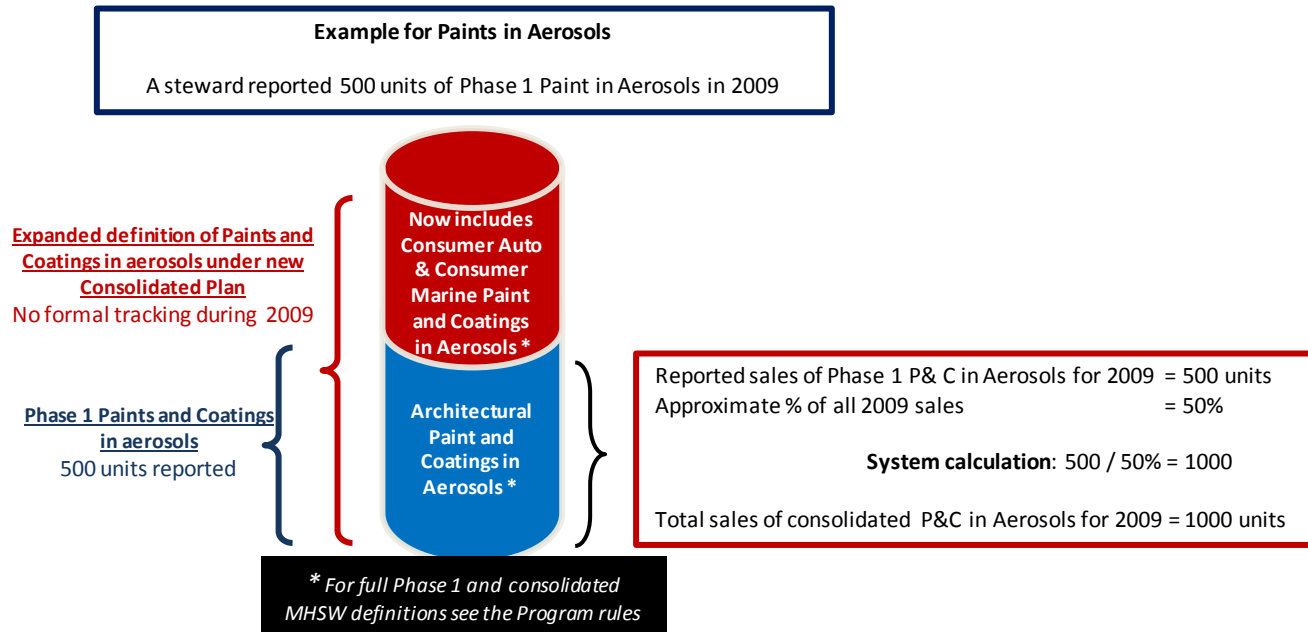 Example for Paints in Aerosols
A steward reported 500 units of Phase 1 Paint in Aerosols in 2009
Expanded definition of Paints and
Coatings in aerosols under new
Consolidated Plan
No formal tracking during 2009
Phase 1 Paints and Coatings
in aerosols
500 units reported
Now includes
Consumer Auto
& Consumer
Marine Paint
and Coatings
in Aerosols *
Architectural
Paint and
Coatings in
Aerosols *
Reported sales of Phase 1 P& C in Aerosols for 2009 = 500 units
Approximate % of all 2009 sales = 50%
System calculation: 500 / 50% = 1000
Total sales of consolidated P&C in Aerosols for 2009 = 1000 units
* For full Phase 1 and consolidated
MHSW definitions see the Program rules